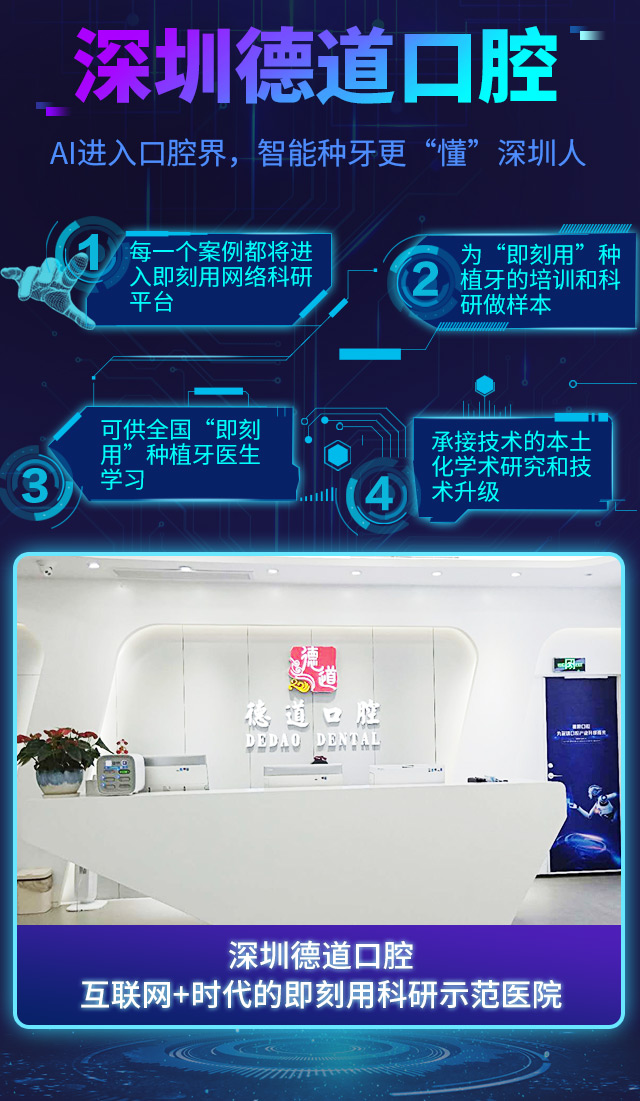 深圳德道口腔
AI进入口腔界，智能种牙更“懂”深圳人
1
每一个案例都将进
入即刻用网络科研
平台
2
为“即刻用”种
植牙的培训和科
研做样本
3
可供全国“即刻
用”种植牙医生
学习
4
承接技术的本土
化学术研究和技
术升级
德道
德道口腔
DEDAO DENTAL
深圳德道口腔
互联网+时代的即刻用科研示范医院